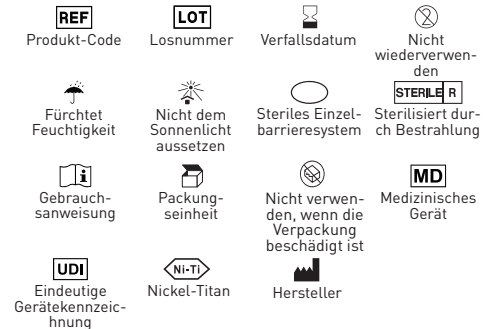 REF
Produkt-Code
LOT
Losnummer
Verfallsdatum
2
Nicht
wiederverwen-
den
Fürchtet
Feuchtigkeit
Nicht dem
Sonnenlicht
aussetzen
Steriles Einzel-
barrieresystem
STERILE R
Sterilisiert dur-
ch Bestrahlung
i
Gebrauch-
sanweisung
Packung-
seinheit
Nicht verwen-
den, wenn die
Verpackung
beschädigt ist
MD
Medizinisches
Gerät
UDI
Eindeutige
Gerätekennzeic-
hnung
Ni-Ti
Nickel-Titan
Hersteller